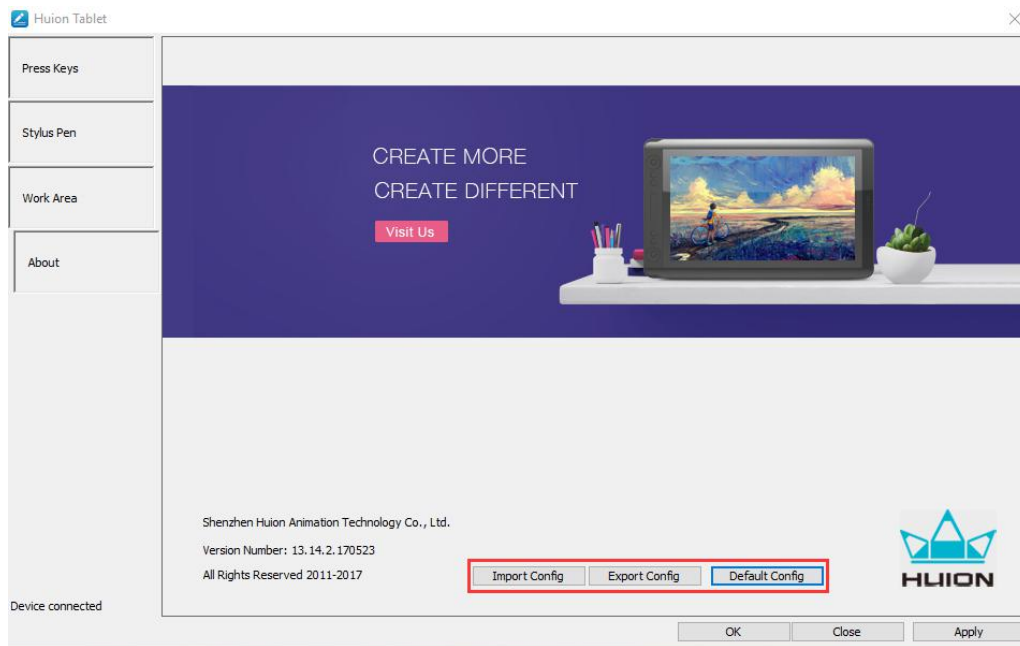 Huion Tablet
Press Keys
Stylus Pen
Work Area
About
CREATE MORE
CREATE DIFFERENT
Visit Us
Shenzhen Huion Animation Technology Co., Ltd.
Version Number: 13.14.2.170523
All Rights Reserved 2011-2017
Import Config
Export Config
Default Config
HUION
Device connected
OK
Close
Apply